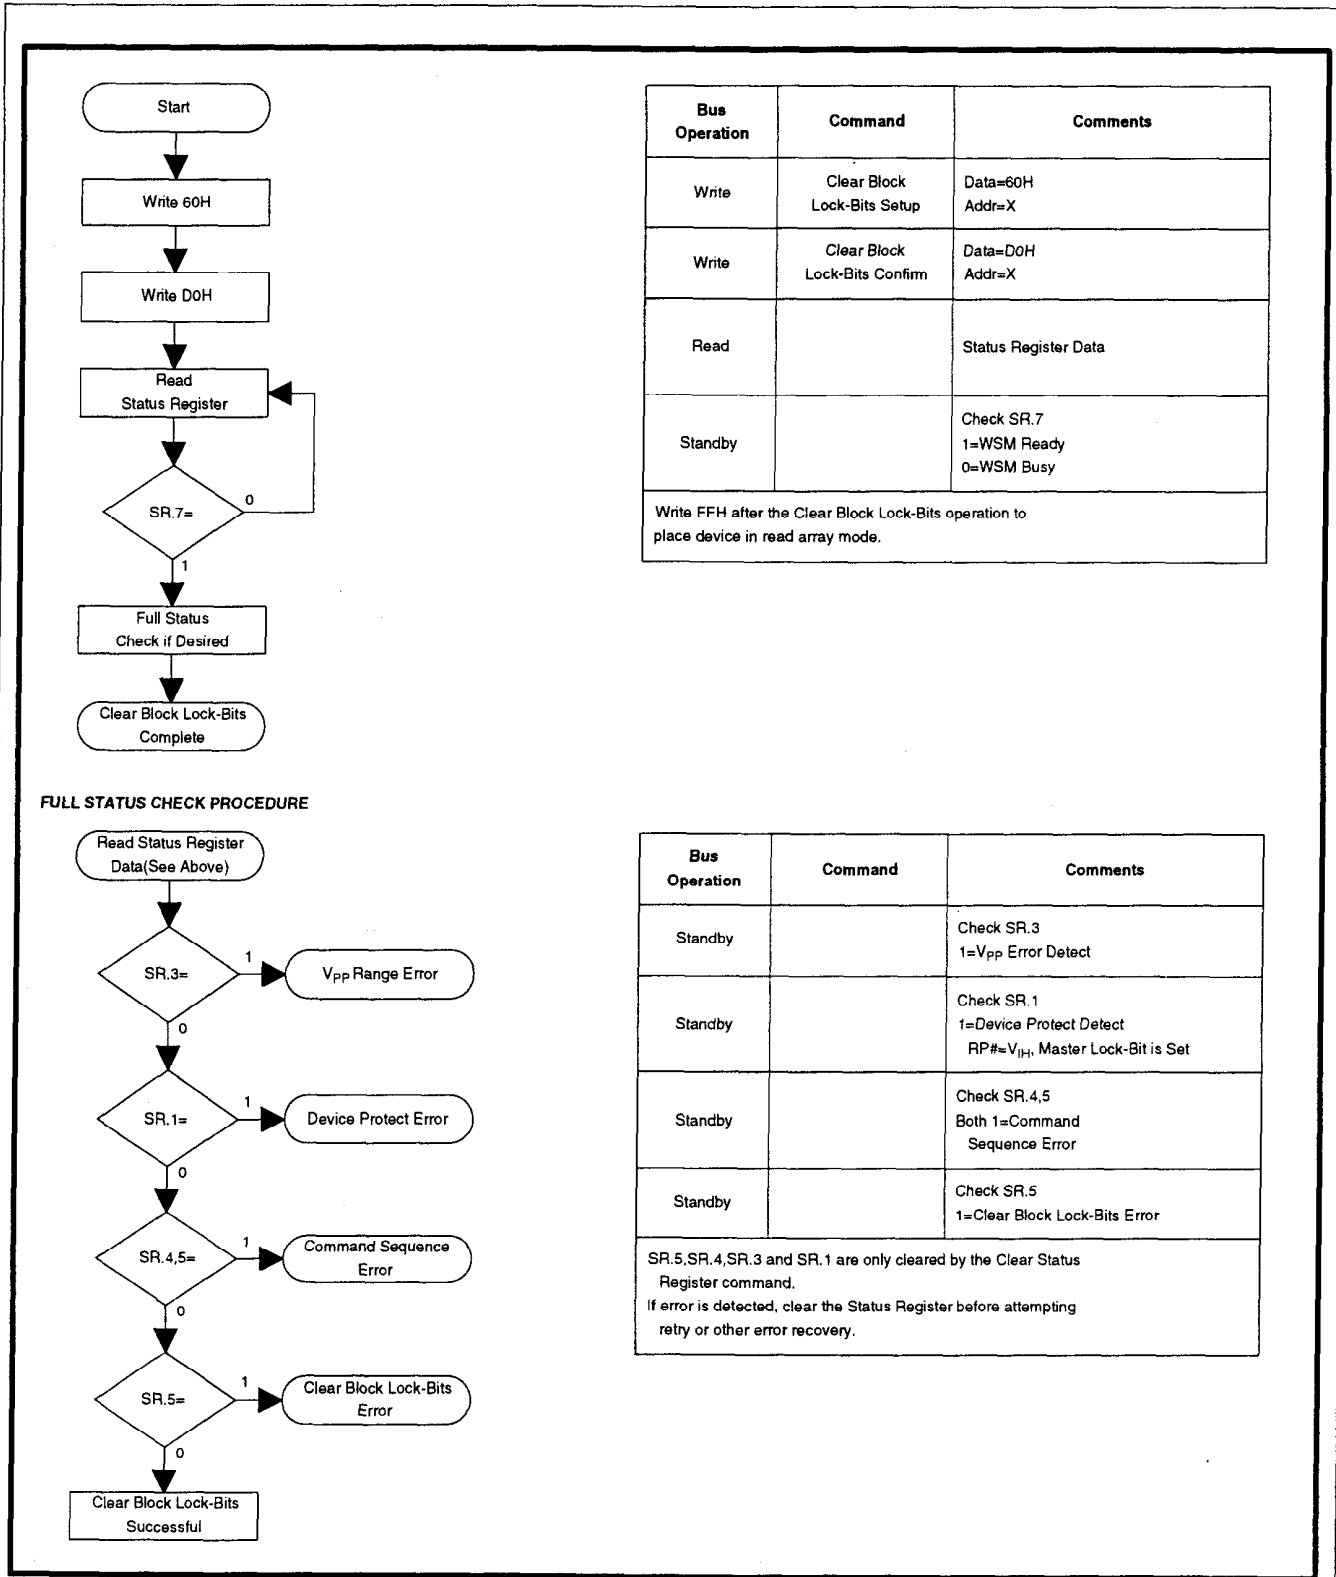 Start
Write 60H
Write D0H
Read
Status Register
SR.7=
0
1
Full Status
Check if Desired
Clear Block Lock-Bits
Complete
Bus
Operation
Command
Comments
Write
Clear Block
Lock-Bits Setup
Data=60H
Addr=X
Write
Clear Block
Lock-Bits Confirm
Data=D0H
Addr=X
Read
Status Register Data
Standby
Check SR.7
1=WSM Ready
0=WSM Busy
Write FFH after the Clear Block Lock-Bits operation to
place device in read array mode.
FULL STATUS CHECK PROCEDURE
Read Status Register
Data(See Above)
SR.3=
1
VPP Range Error
0
SR.1=
1
Device Protect Error
0
SR.4,5=
1
Command Sequence
Error
0
SR.5=
1
Clear Block Lock-Bits
Error
0
Clear Block Lock-Bits
Successful
Bus
Operation
Command
Comments
Standby
Check SR.3
1=VPP Error Detect
Standby
Check SR.1
1=Device Protect Detect
RP#=VIH, Master Lock-Bit is Set
Standby
Check SR.4,5
Both 1=Command
Sequence Error
Standby
Check SR.5
1=Clear Block Lock-Bits Error
SR.5,SR.4,SR.3 and SR.1 are only cleared by the Clear Status
Register command.
If error is detected, clear the Status Register before attempting
retry or other error recovery.